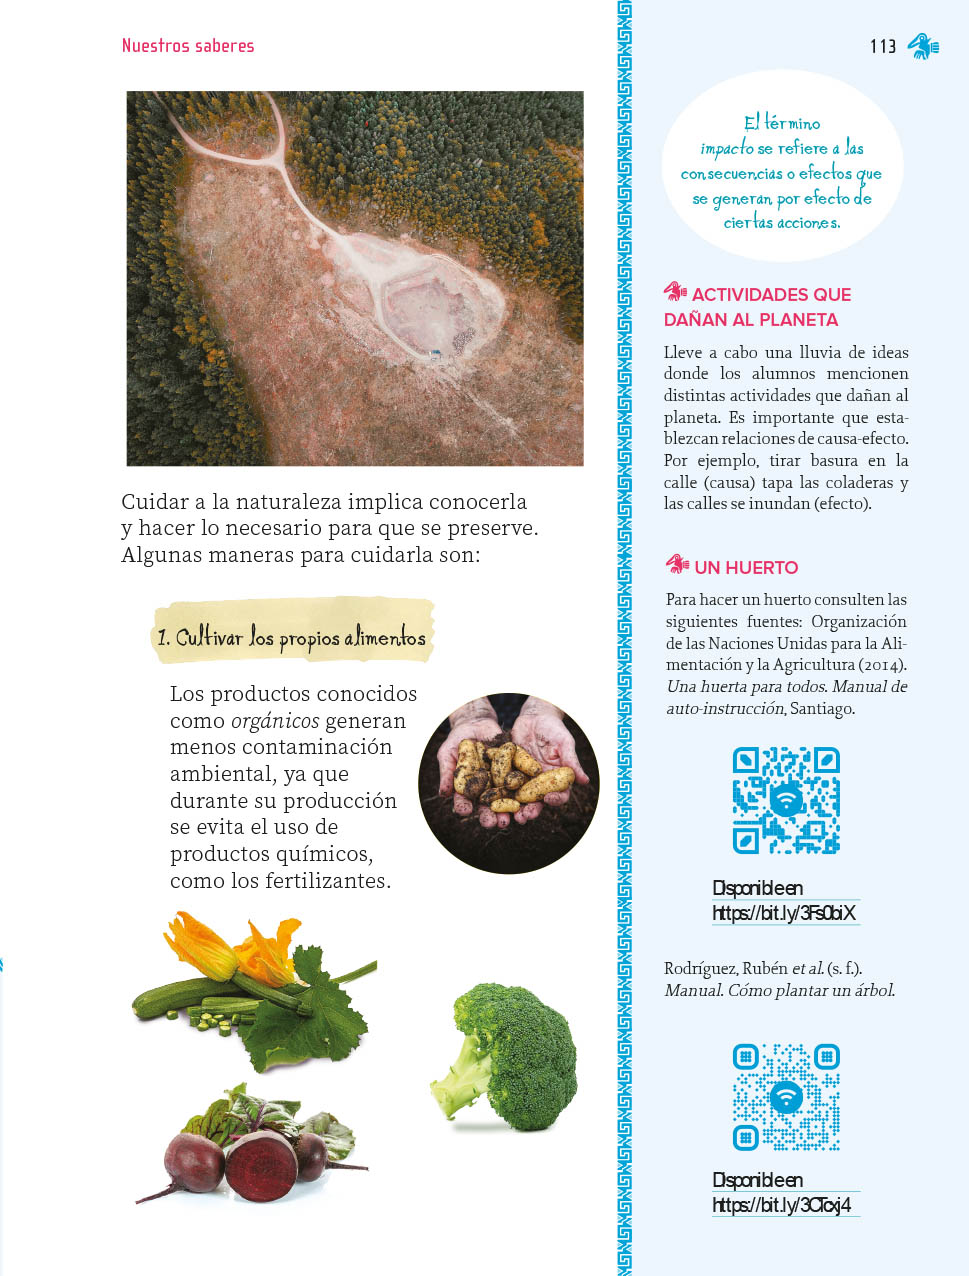 Nuestros saberes
113
El término
impacto se refiere a las
consecuencias o efectos que
se generan por efecto de
ciertas acciones.
ACTIVIDADES QUE
DAÑAN AL PLANETA
Lleve a cabo una lluvia de ideas
donde los alumnos mencionen
distintas actividades que dañan al
planeta. Es importante que esta-
blezcan relaciones de causa-efecto.
Por ejemplo, tirar basura en la
calle (causa) tapa las coladeras y
las calles se inundan (efecto).
Cuidar a la naturaleza implica conocerla
y hacer lo necesario para que se preserve.
Algunas maneras para cuidarla son:
1. Cultivar los propios alimentos
Los productos conocidos
como orgánicos generan
menos contaminación
ambiental, ya que
durante su producción
se evita el uso de
productos químicos,
como los fertilizantes.
UN HUERTO
Para hacer un huerto consulten las
siguientes fuentes: Organización
de las Naciones Unidas para la Ali-
mentación y la Agricultura (2014).
Una huerta para todos. Manual de
auto-instrucción, Santiago.
Disponible en
https://bit.ly/3Fs0biX
Rodríguez, Rubén et al. (s. f.).
Manual. Cómo plantar un árbol.
Disponible en
https://bit.ly/3CTcxj4